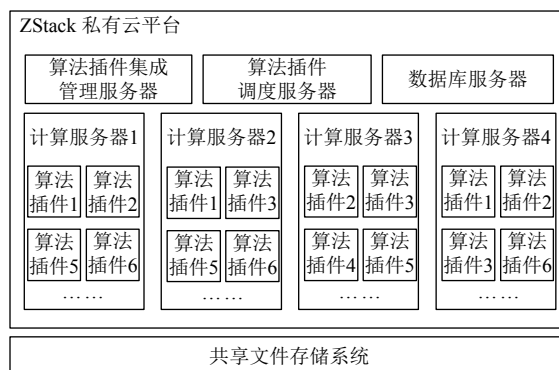 ZStack 私有云平台
算法插件集成
管理服务器
算法插件
调度服务器
数据库服务器
计算服务器1
算法
插件1
算法
插件2
算法
插件5
算法
插件6
……
计算服务器2
算法
插件1
算法
插件3
算法
插件5
算法
插件6
……
计算服务器3
算法
插件2
算法
插件3
算法
插件4
算法
插件5
……
计算服务器4
算法
插件1
算法
插件2
算法
插件3
算法
插件6
……
共享文件存储系统